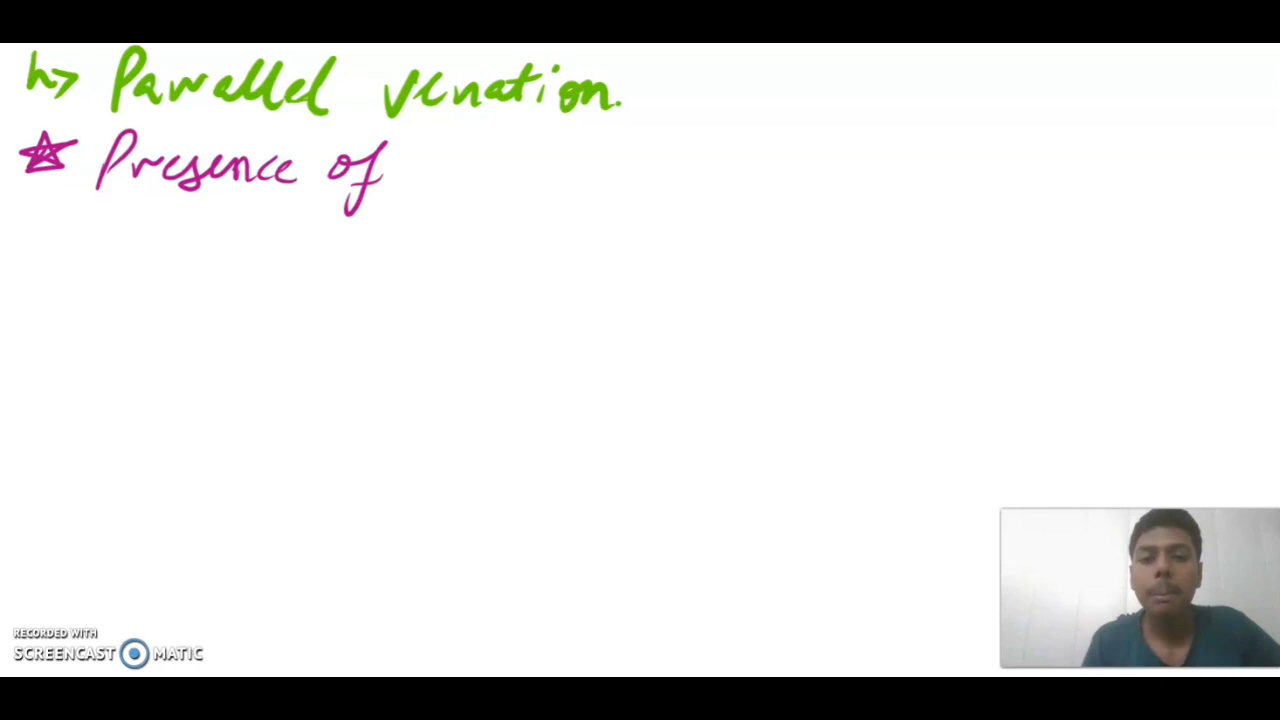 h> Parallel venation.
☆ Presence of
RECORDED WITH
SCREENCAST MATIC